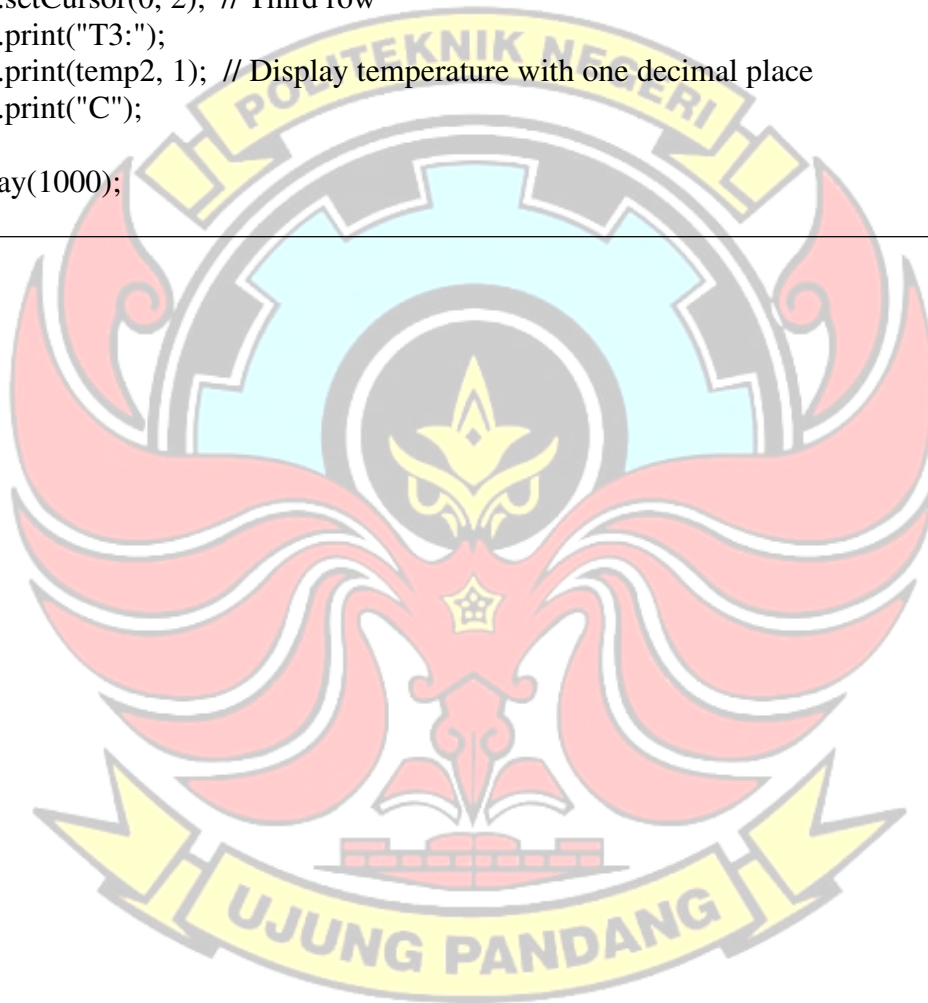 .setCursor(0, 2); // Third row
.print("T3:");
.print(temp2, 1); // Display temperature with one decimal place
.print("C");
ay(1000);
POLITEKNIK NEGERI
UJUNG PANDANG